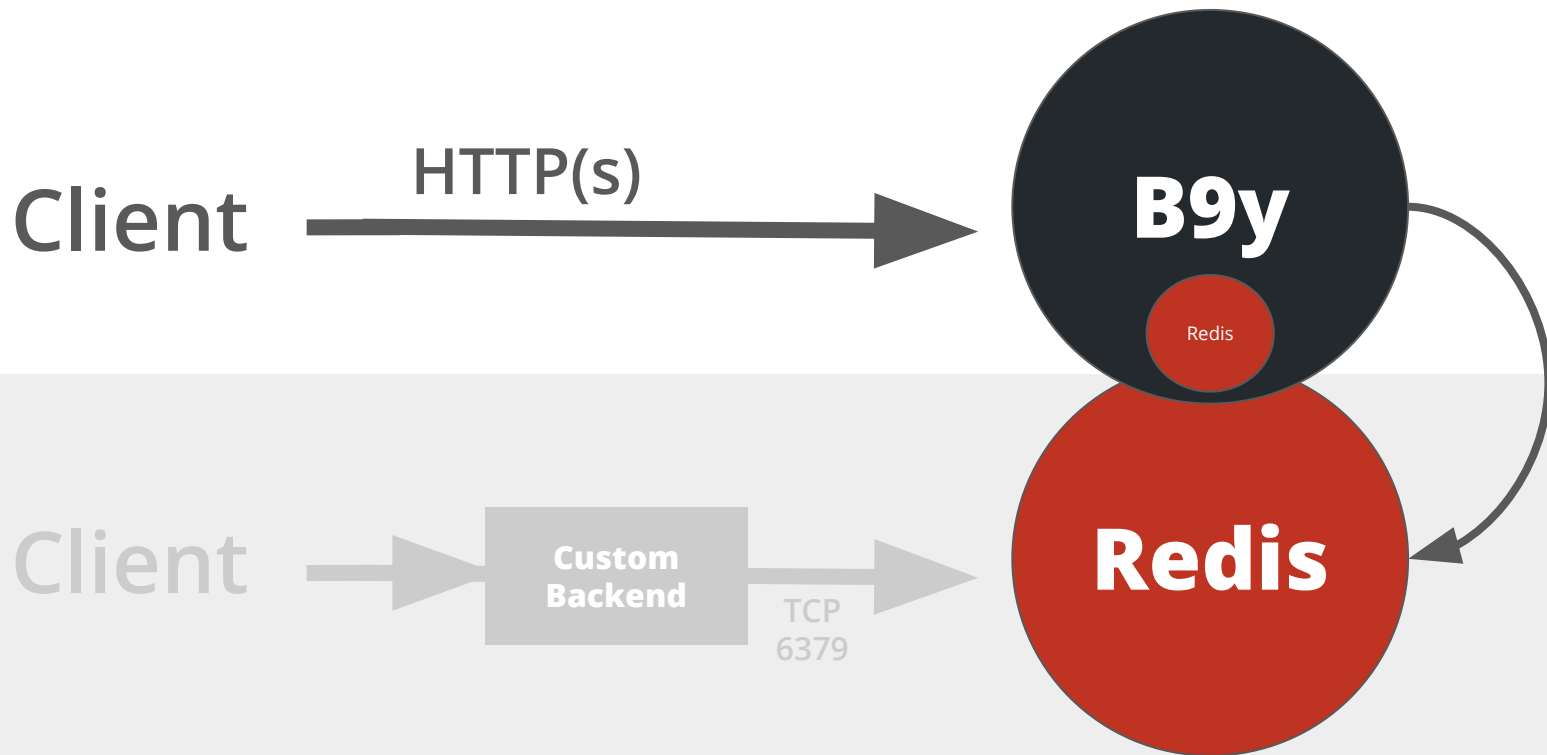 HTTP(s)
Client
B9y
Redis
Client
Custom
Backend
TCP
6379
Redis